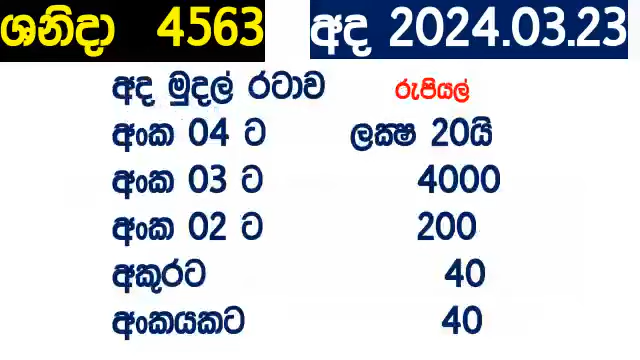 ශනිදා 4563 අද 2024.03.23
අද මුදල් රටාව රුපියල්
අංක 04 ට ලක්ෂ 20යි
අංක 03 ට 4000
අංක 02 ට 200
අකුරට 40
අංකයකට 40